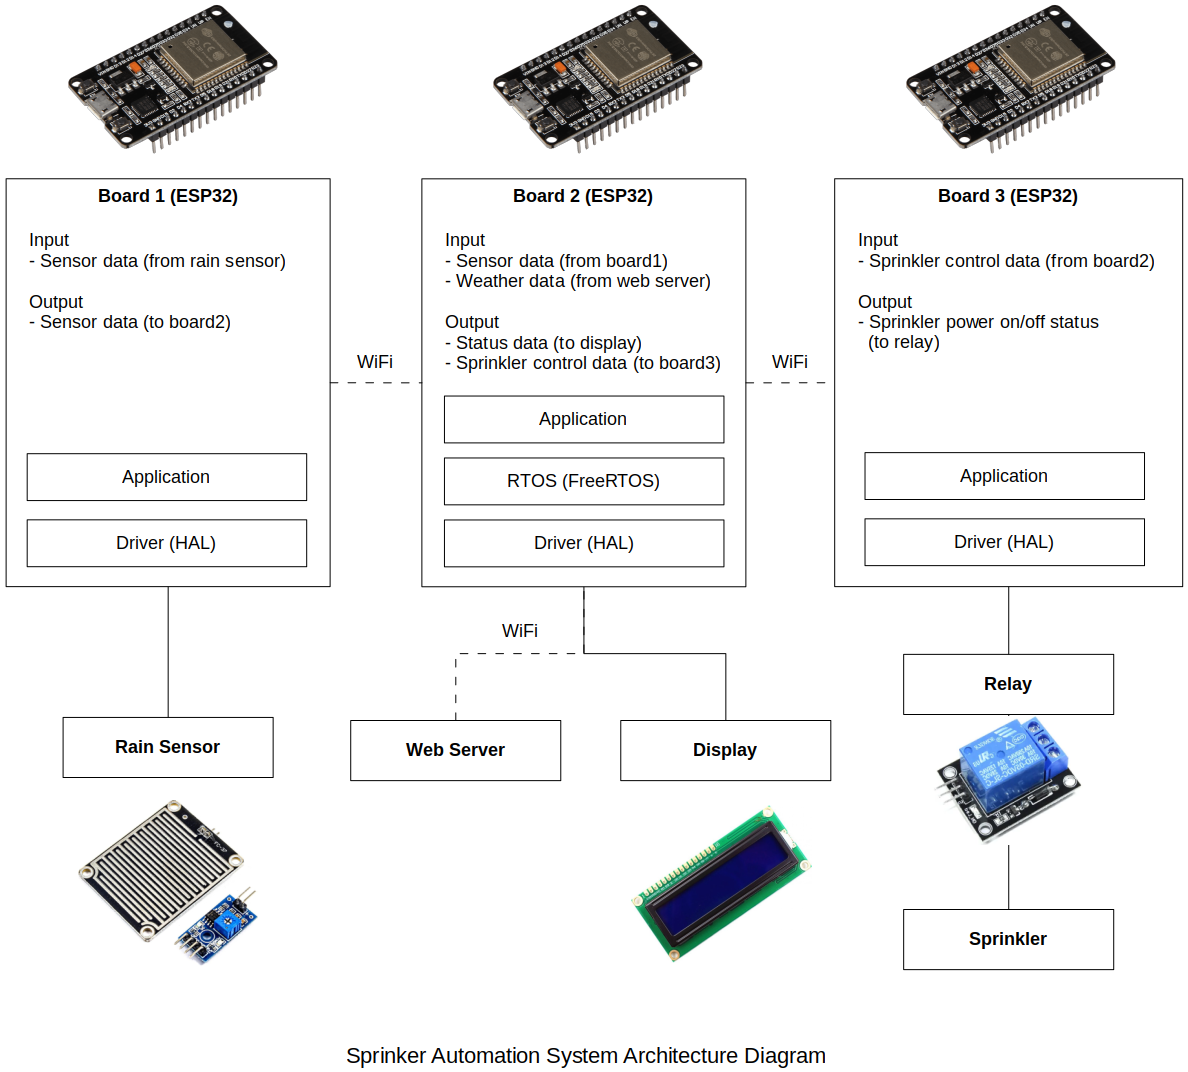 Board 1 (ESP32)
Input
- Sensor data (from rain sensor)
Output
- Sensor data (to board2)
Application
Driver (HAL)
WiFi
Board 2 (ESP32)
Input
- Sensor data (from board1)
- Weather data (from web server)
Output
- Status data (to display)
- Sprinkler control data (to board3)
Application
RTOS (FreeRTOS)
Driver (HAL)
WiFi
Board 3 (ESP32)
Input
- Sprinkler control data (from board2)
Output
- Sprinkler power on/off status
(to relay)
Application
Driver (HAL)
WiFi
Rain Sensor
Web Server
Display
Relay
Sprinkler
Sprinker Automation System Architecture Diagram